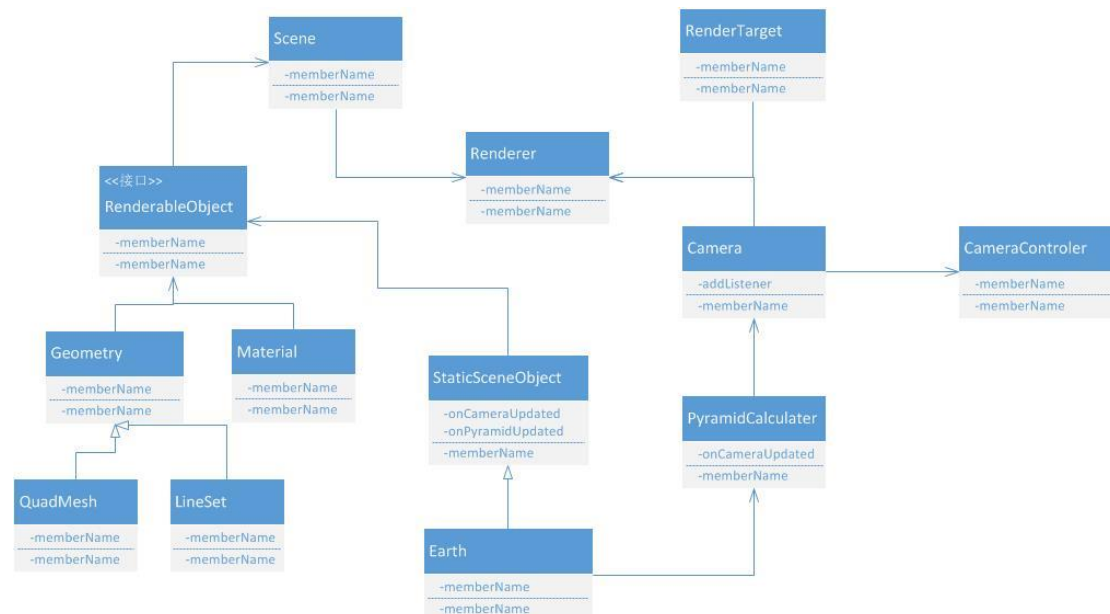 Scene
-memberName
-memberName
RenderTarget
-memberName
-memberName
Renderer
-memberName
-memberName
<<接口>>
RenderableObject
-memberName
-memberName
Camera
-addListener
-memberName
CameraControler
-memberName
-memberName
Geometry
-memberName
-memberName
Material
-memberName
-memberName
StaticSceneObject
-onCameraUpdated
-onPyramidUpdated
-memberName
PyramidCalculater
-onCameraUpdated
-memberName
QuadMesh
-memberName
-memberName
LineSet
-memberName
-memberName
Earth
-memberName
-memberName